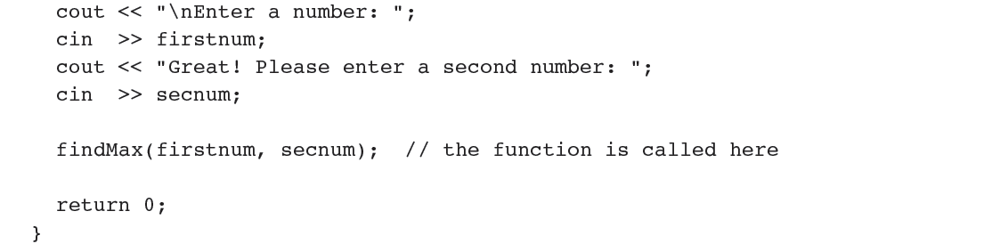 cout << "\nEnter a number: ";
cin  >> firstnum;
cout << "Great! Please enter a second number: ";
cin  >> secnum;
findMax(firstnum, secnum);  // the function is called here
return 0;
}